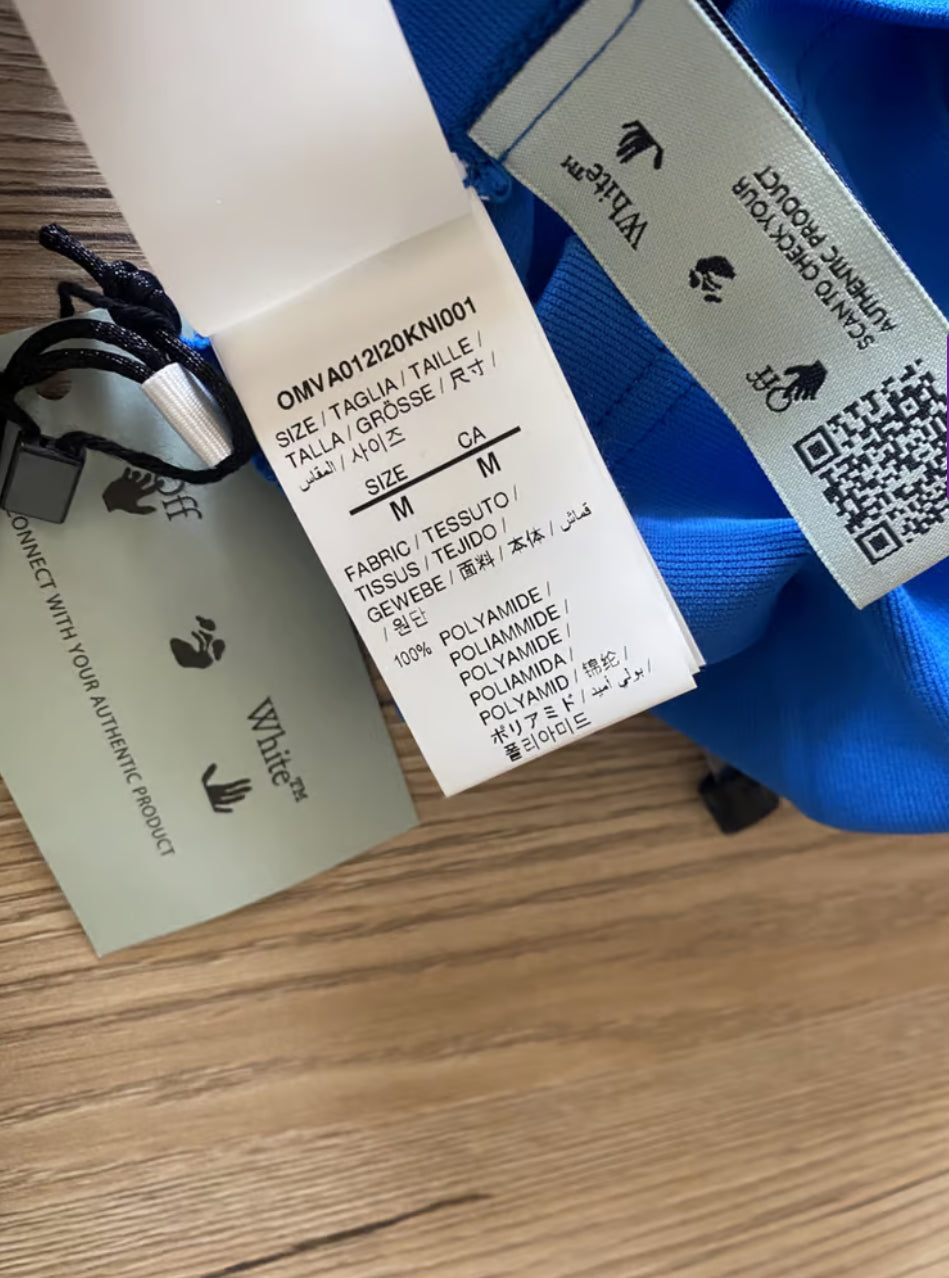 OMVA012I20KNI001
SIZE / TAGLIA / TAILLE /
TALLA / GRÖSSE / 尺寸 /
المقاس / 사이즈
SIZE CA
M M
FABRIC / TESSUTO /
TISSUS / TEJIDO /
GEWEBE / 面料 / 本体 / قماش
/ 원단
100% POLYAMIDE /
POLIAMMIDE /
POLYAMIDE /
POLIAMIDA /
POLYAMID / 锦纶 /
ポリアミド / بولي أميد /
폴리아미드
Off
White™
SCAN TO CHECK YOUR
AUTHENTIC PRODUCT
Off
White™
CONNECT WITH YOUR AUTHENTIC PRODUCT